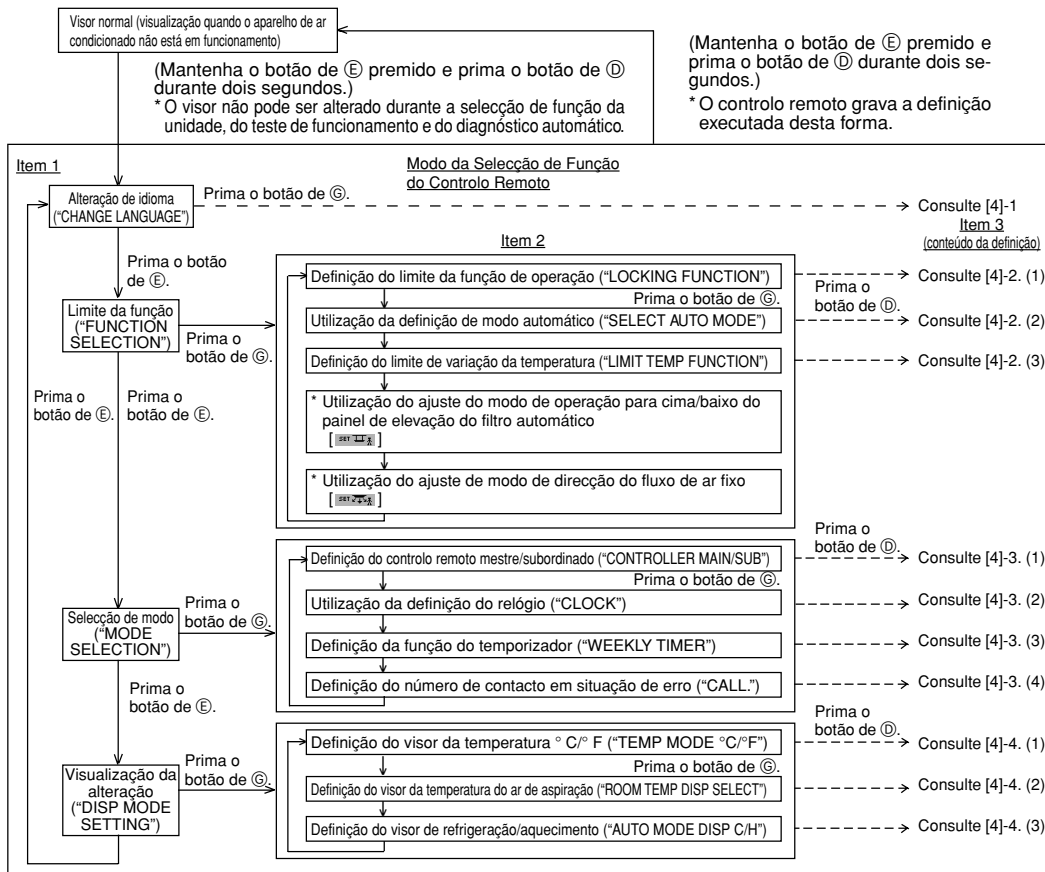 Visor normal (visualização quando o aparelho de ar
condicionado não está em funcionamento)
(Mantenha o botão de Ⓔ premido e prima o botão de Ⓓ
durante dois segundos.)
* O visor não pode ser alterado durante a selecção de função da
unidade, do teste de funcionamento e do diagnóstico automático.
(Mantenha o botão de Ⓔ premido e
prima o botão de Ⓓ durante dois se-
gundos.)
* O controlo remoto grava a definição
executada desta forma.
Item 1
Modo da Selecção de Função
do Controlo Remoto
Alteração de idioma
("CHANGE LANGUAGE")
Prima o botão de Ⓖ.
Consulte [4]-1
Item 2
Item 3
(conteúdo da definição)
Prima o botão
de Ⓔ.
Limite da função
("FUNCTION
SELECTION")
Prima o
botão de Ⓖ.
Definição do limite da função de operação ("LOCKING FUNCTION")
Prima o botão de Ⓖ.
Prima o
botão de Ⓓ.
Consulte [4]-2. (1)
Utilização da definição de modo automático ("SELECT AUTO MODE")
Consulte [4]-2. (2)
Definição do limite de variação da temperatura ("LIMIT TEMP FUNCTION")
Consulte [4]-2. (3)
* Utilização do ajuste do modo de operação para cima/baixo do
painel de elevação do filtro automático
[SET]
* Utilização do ajuste de modo de direcção do fluxo de ar fixo
[SET]
Prima o
botão de Ⓔ.
Prima o
botão de Ⓔ.
Selecção de modo
("MODE
SELECTION")
Prima o
botão de Ⓖ.
Definição do controlo remoto mestre/subordinado ("CONTROLLER MAIN/SUB")
Prima o botão de Ⓖ.
Prima o
botão de Ⓓ.
Consulte [4]-3. (1)
Utilização da definição do relógio ("CLOCK")
Consulte [4]-3. (2)
Definição da função do temporizador ("WEEKLY TIMER")
Consulte [4]-3. (3)
Definição do número de contacto em situação de erro ("CALL.")
Consulte [4]-3. (4)
Prima o
botão de Ⓔ.
Visualização da
alteração
("DISP MODE
SETTING")
Prima o
botão de Ⓖ.
Definição do visor da temperatura ° C/° F ("TEMP MODE °C/°F")
Prima o botão de Ⓖ.
Prima o
botão de Ⓓ.
Consulte [4]-4. (1)
Definição do visor da temperatura do ar de aspiração ("ROOM TEMP DISP SELECT")
Consulte [4]-4. (2)
Definição do visor de refrigeração/aquecimento ("AUTO MODE DISP C/H")
Consulte [4]-4. (3)